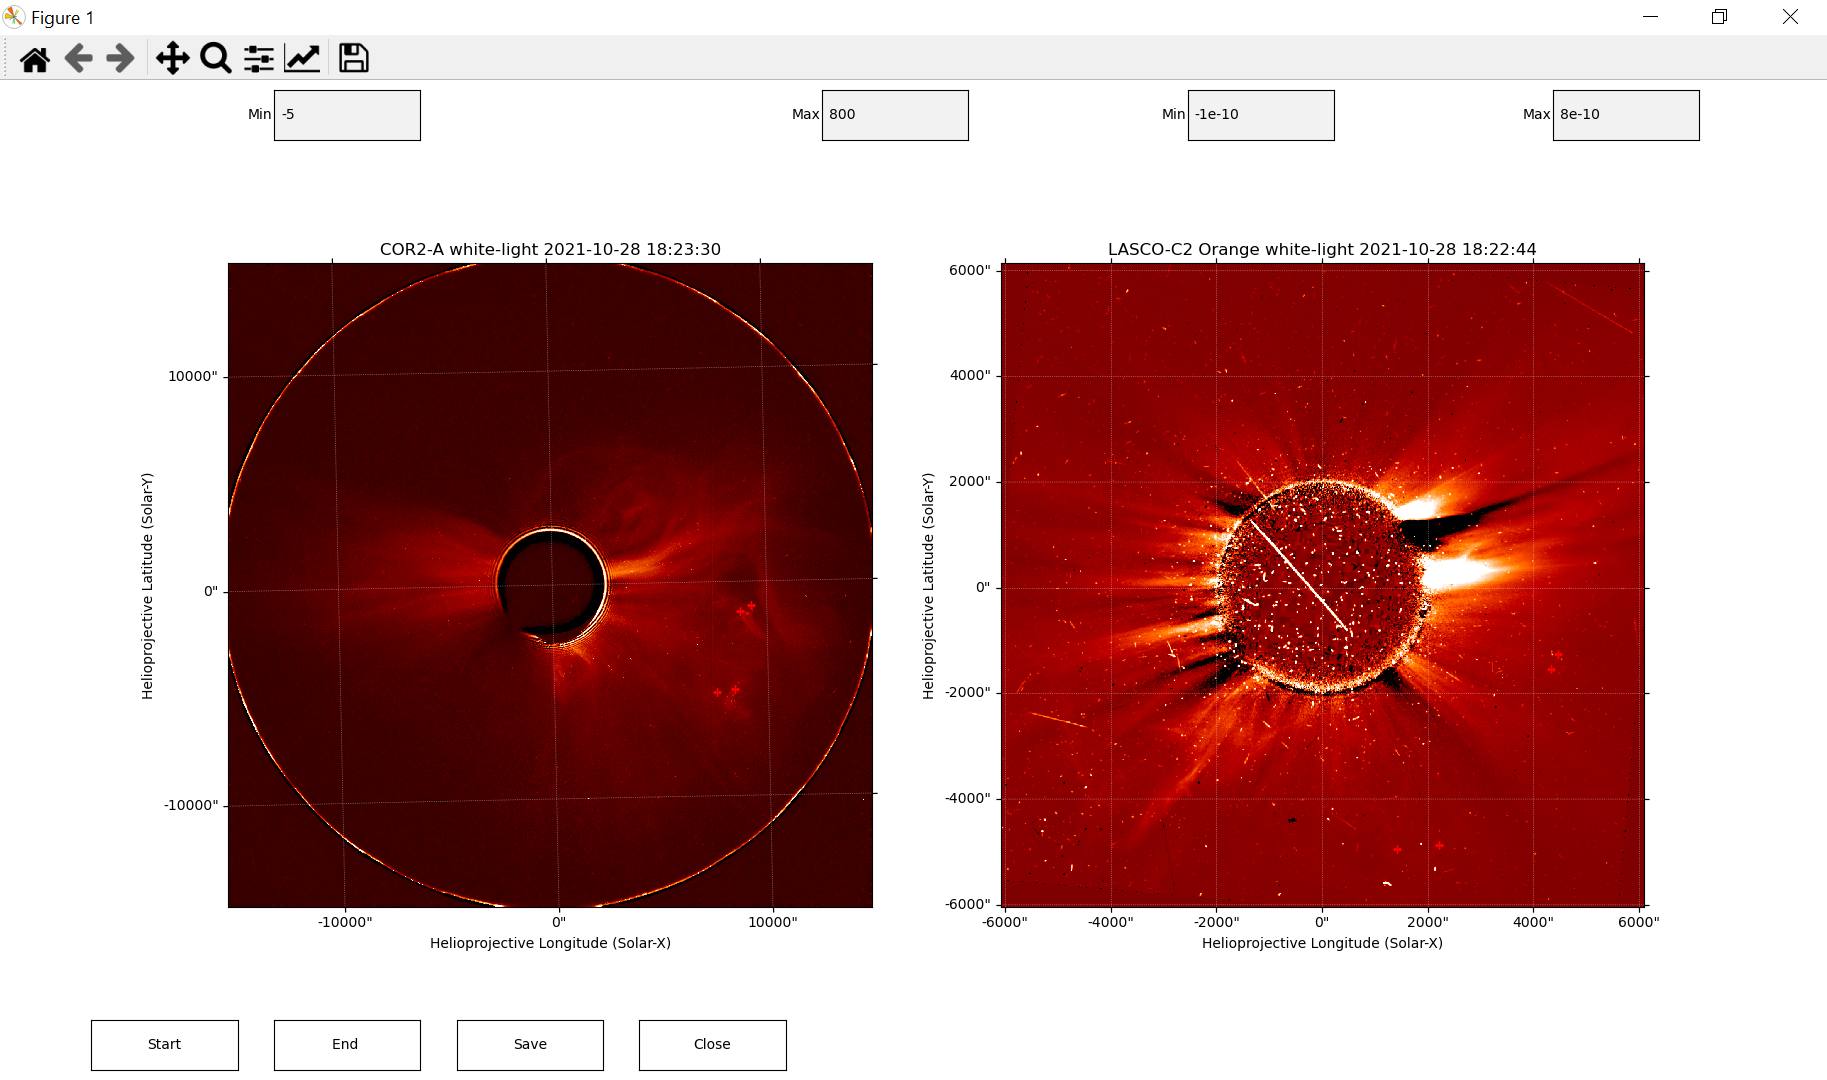 Figure 1
Min -5
Max 800
Min -1e-10
Max 8e-10
COR2-A white-light 2021-10-28 18:23:30
10000"
0"
-10000"
Helioprojective Latitude (Solar-Y)
-10000" 0" 10000"
Helioprojective Longitude (Solar-X)
LASCO-C2 Orange white-light 2021-10-28 18:22:44
6000"
4000"
2000"
0"
-2000"
-4000"
-6000"
Helioprojective Latitude (Solar-Y)
-6000" -4000" -2000" 0" 2000" 4000" 6000"
Helioprojective Longitude (Solar-X)
Start
End
Save
Close